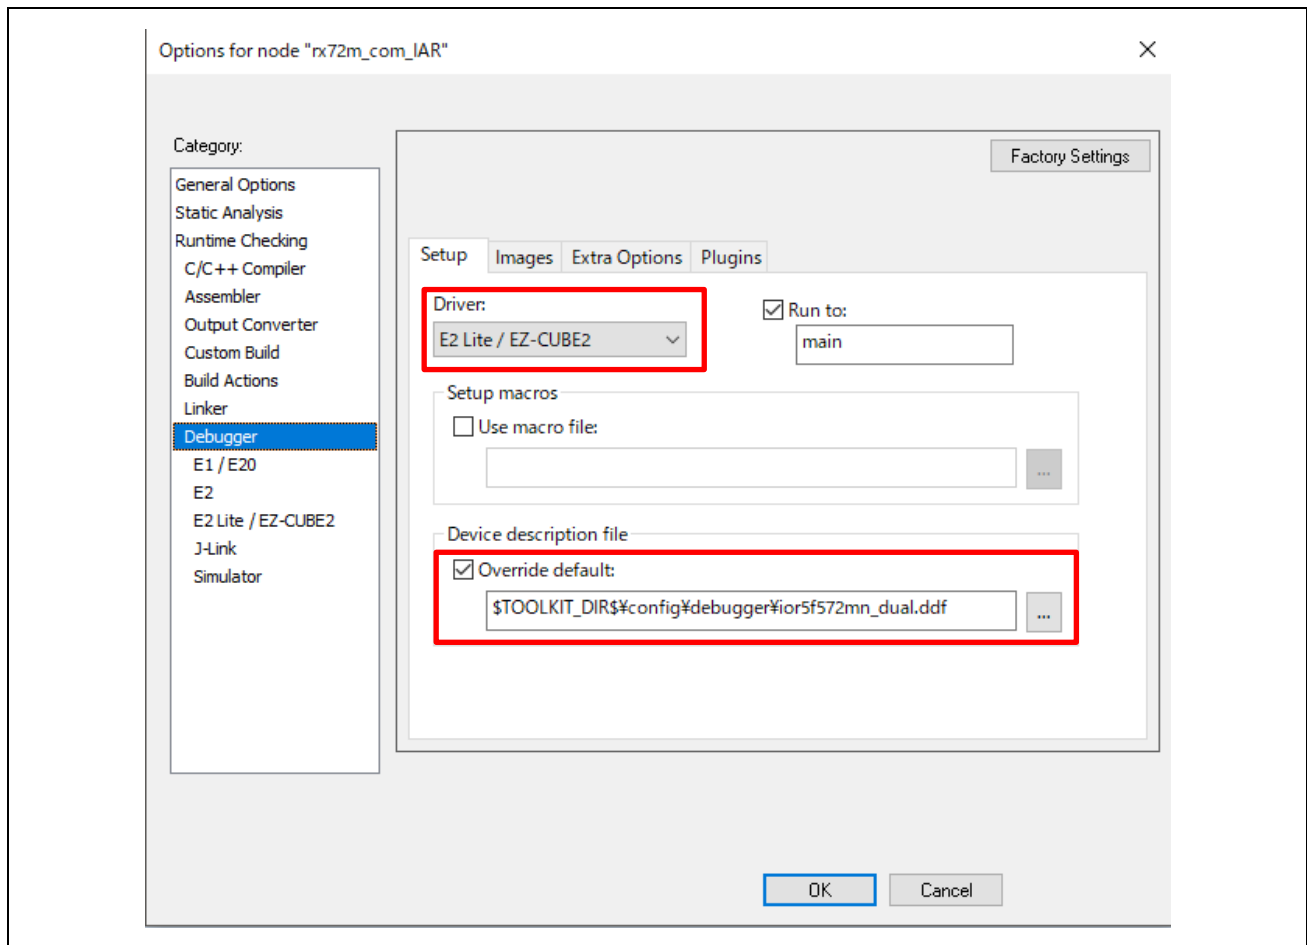 Options for node "rx72m_com_IAR"
Category:
General Options
Static Analysis
Runtime Checking
C/C++ Compiler
Assembler
Output Converter
Custom Build
Build Actions
Linker
Debugger
E1 / E20
E2
E2 Lite / EZ-CUBE2
J-Link
Simulator
Factory Settings
Setup Images Extra Options Plugins
Driver:
E2 Lite / EZ-CUBE2
Run to:
main
Setup macros
Use macro file:
...
Device description file
Override default:
$TOOLKIT_DIR$¥config¥debugger¥ior5f572mn_dual.ddf
...
OK Cancel